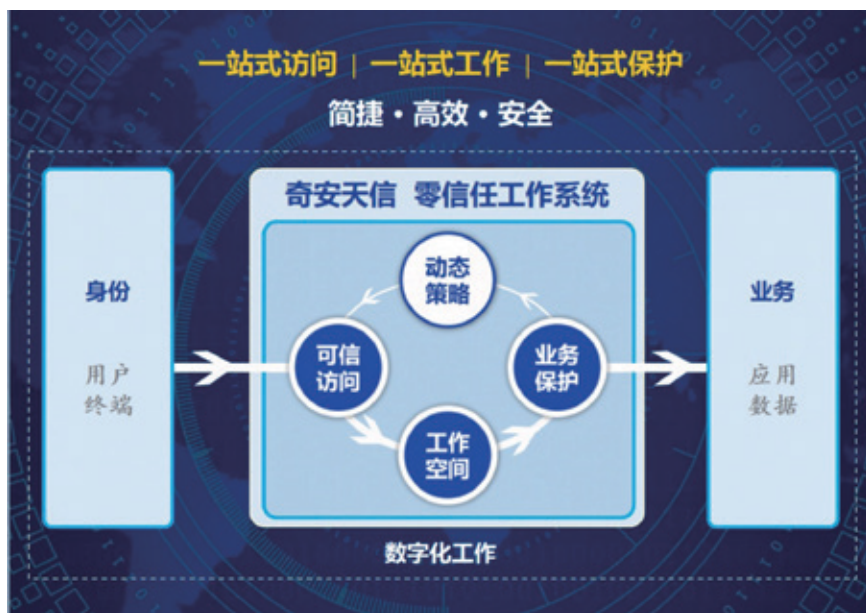 一站式访问 | 一站式工作 | 一站式保护
简捷·高效·安全
奇安天信 零信任工作系统
身份
用户
终端
动态
策略
可信
访问
业务
保护
工作
空间
业务
应用
数据
数字化工作